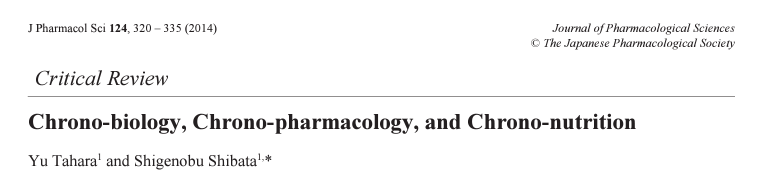 J Pharmacol Sci 124, 320 – 335 (2014)
Journal of Pharmacological Sciences
© The Japanese Pharmacological Society
Critical Review
Chrono-biology, Chrono-pharmacology, and Chrono-nutrition
Yu Tahara1 and Shigenobu Shibata1,*